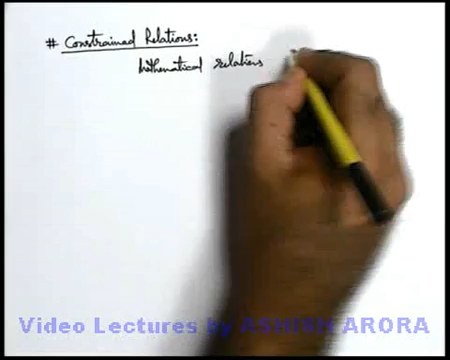 # Constrained Relations:
Mathematical relations
Video Lectures by ASHISH ARORA